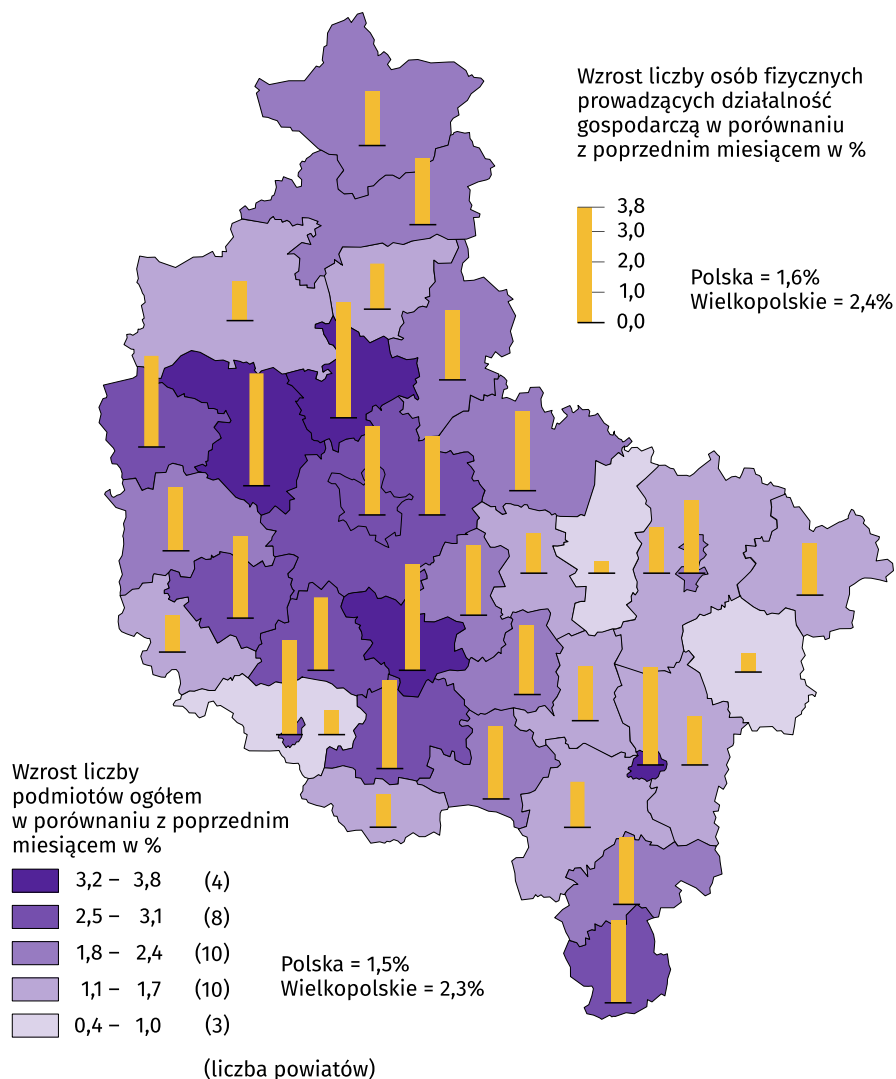 Wzrost liczby osób fizycznych
prowadzących działalność
gospodarczą w porównaniu
z poprzednim miesiącem w %
3,8
3,0
2,0
1,0
0,0
Polska = 1,6%
Wielkopolskie = 2,4%
Wzrost liczby
podmiotów ogółem
w porównaniu z poprzednim
miesiącem w %
3,2 – 3,8 (4)
2,5 – 3,1 (8)
1,8 – 2,4 (10)
1,1 – 1,7 (10)
0,4 – 1,0 (3)
(liczba powiatów)
Polska = 1,5%
Wielkopolskie = 2,3%